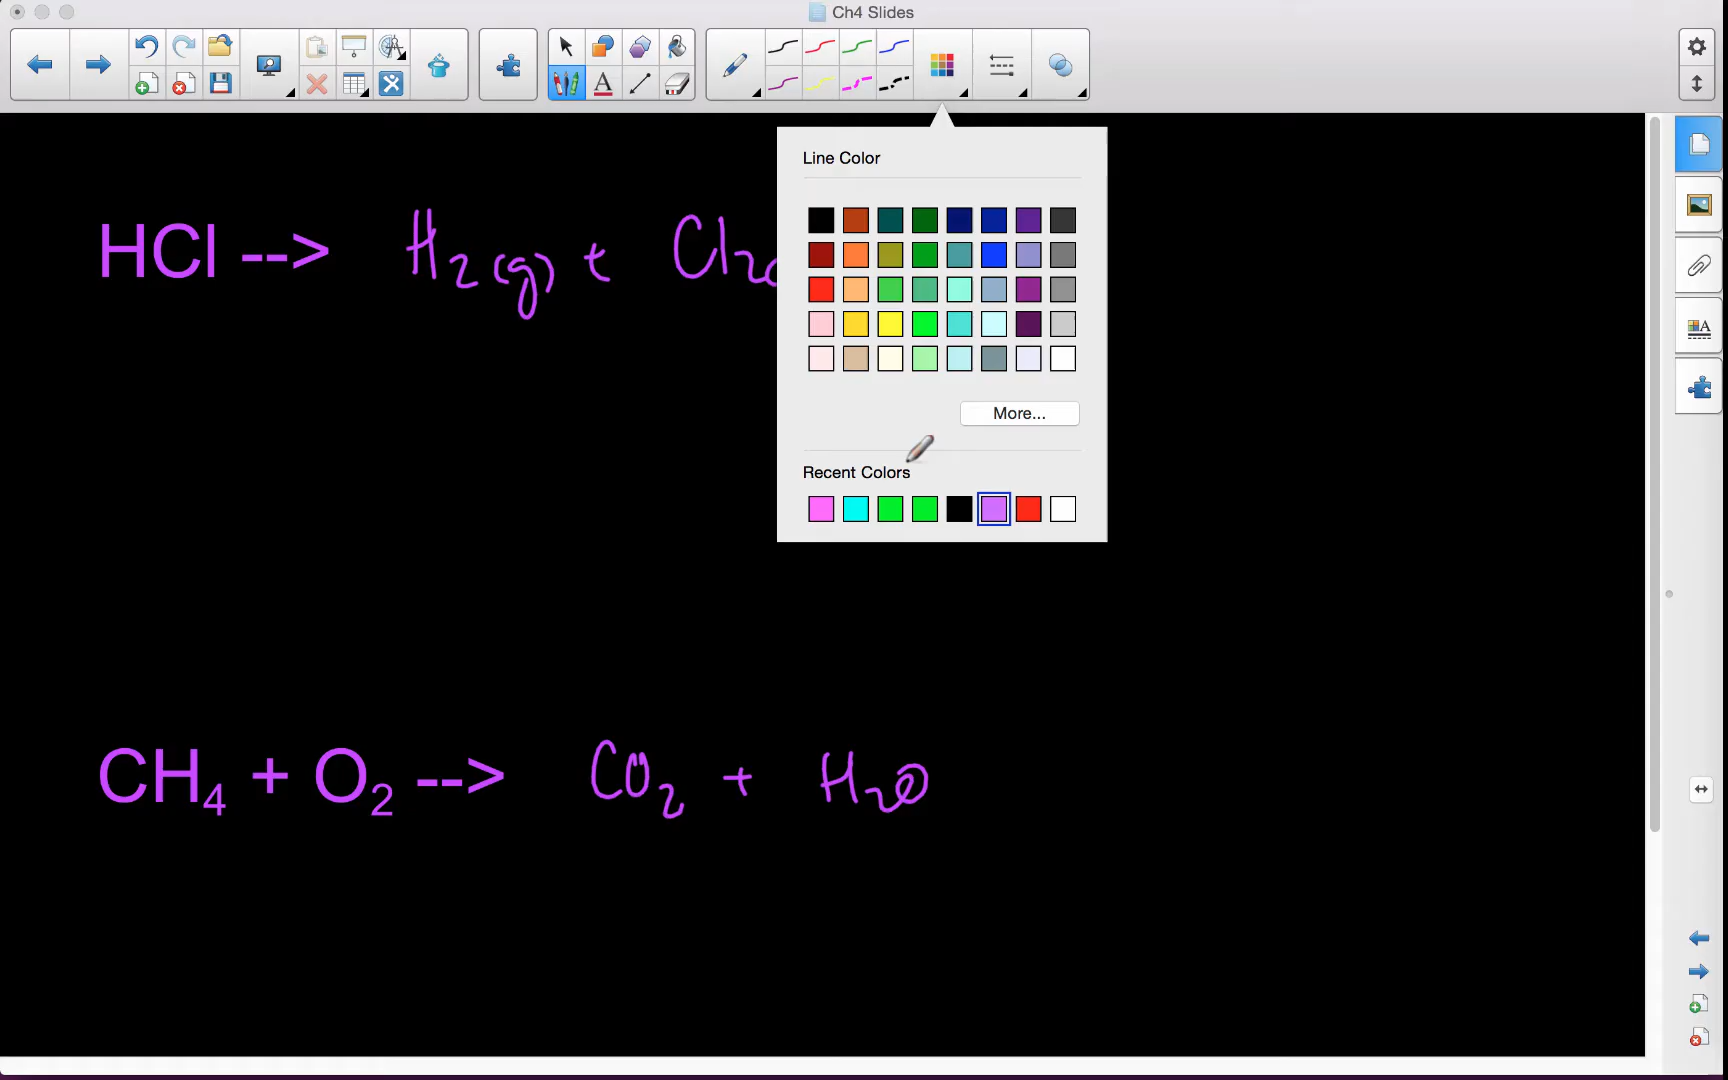 Ch4 Slides
Line Color
HCl --> H₂(g) + Cl₂(
More...
Recent Colors
CH₄ + O₂ --> CO₂ + H₂O